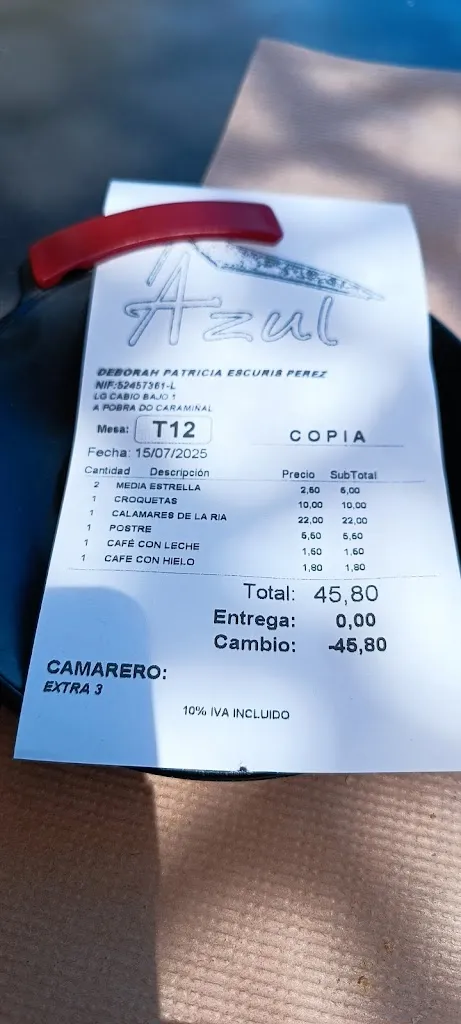 Azul
DEBORAH PATRICIA ESCURIS PEREZ
NIF:52457361-L
LG CABIO BAJO 1
A POBRA DO CARAMIÑAL
Mesa: T12 COPIA
Fecha: 15/07/2025
Cantidad Descripción Precio SubTotal
2 MEDIA ESTRELLA 2,50 5,00
1 CROQUETAS 10,00 10,00
1 CALAMARES DE LA RIA 22,00 22,00
1 POSTRE 5,50 5,50
1 CAFÉ CON LECHE 1,50 1,50
1 CAFE CON HIELO 1,80 1,80
Total: 45,80
Entrega: 0,00
Cambio: -45,80
CAMARERO:
EXTRA 3
10% IVA INCLUIDO